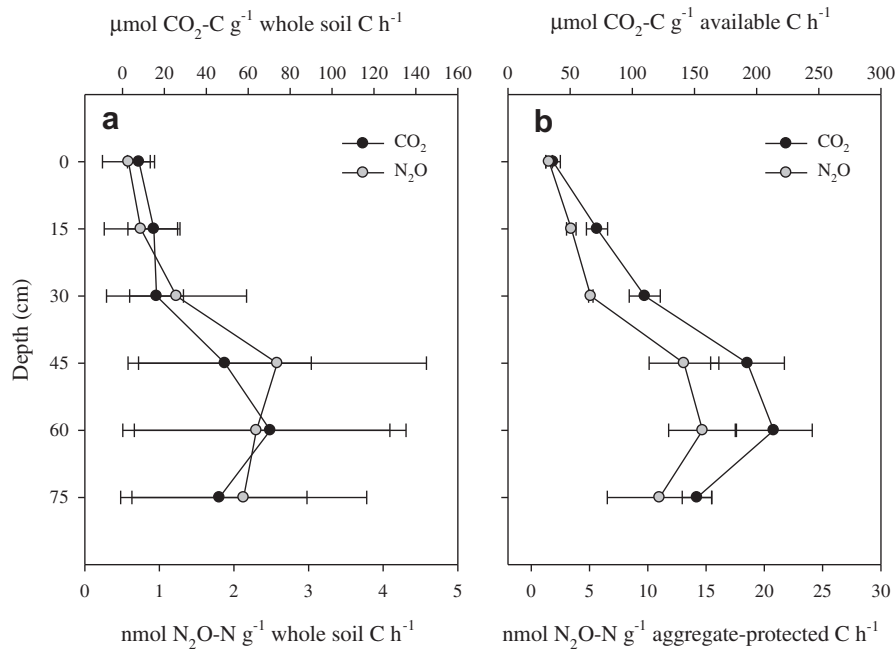 μmol CO₂-C g⁻¹ whole soil C h⁻¹
0 20 40 60 80 100 120 140 160
a
CO₂
N₂O
Depth (cm)
0
15
30
45
60
75
0 1 2 3 4 5
nmol N₂O-N g⁻¹ whole soil C h⁻¹
μmol CO₂-C g⁻¹ available C h⁻¹
0 50 100 150 200 250 300
b
CO₂
N₂O
0 5 10 15 20 25 30
nmol N₂O-N g⁻¹ aggregate-protected C h⁻¹